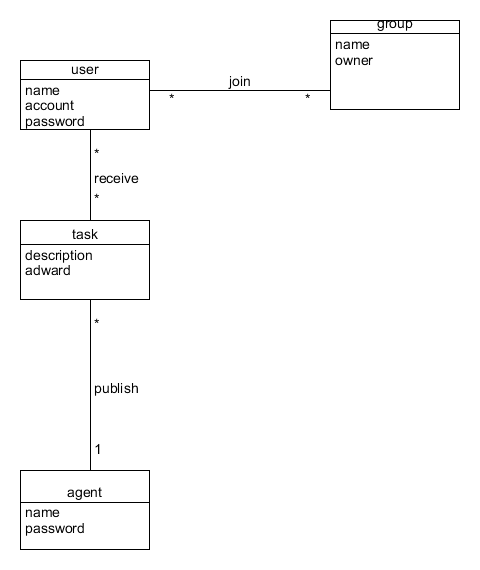 group
name
owner
user
name
account
password
join
*
*
*
receive
*
task
description
adward
*
publish
1
agent
name
password